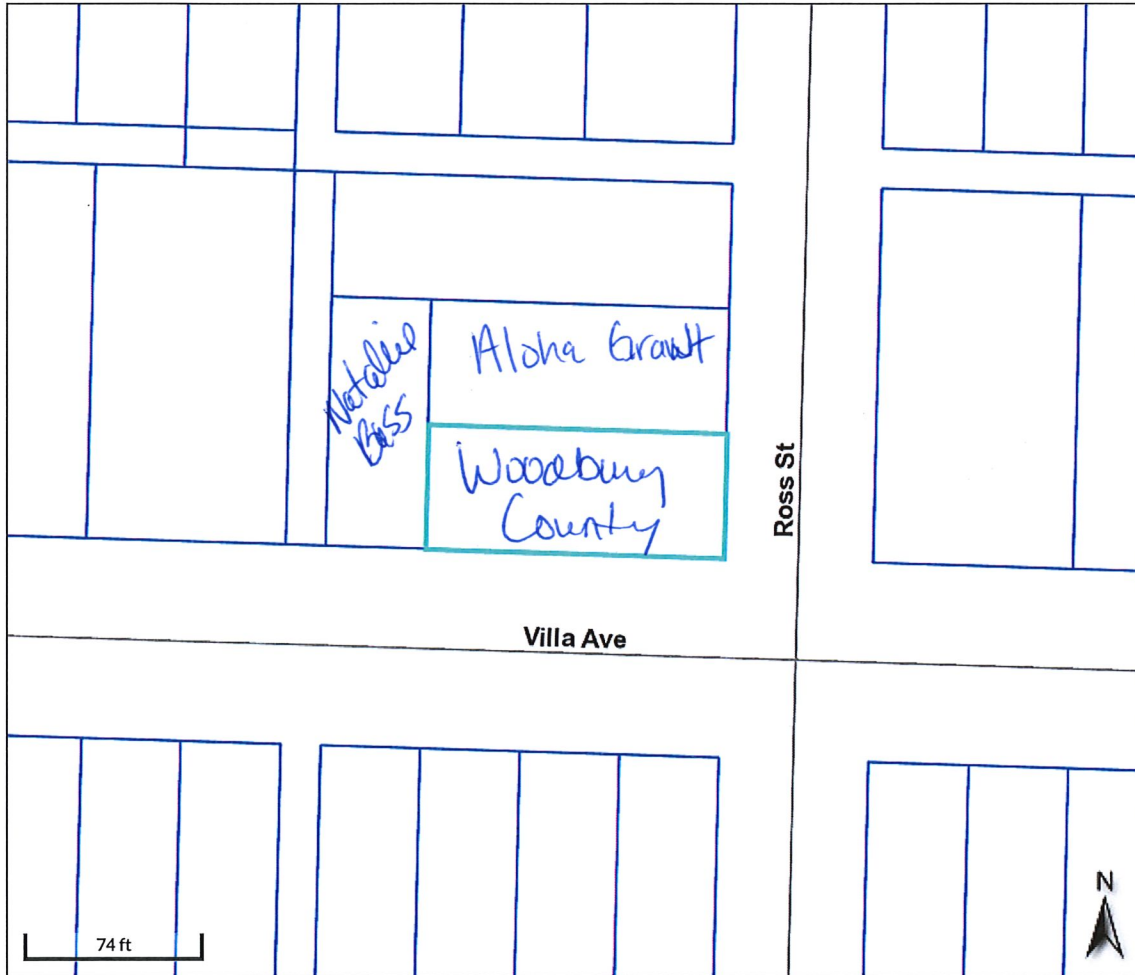 Aloha Grant
Natalie
Bass
Woodbury
County
Ross St
Villa Ave
N
74 ft